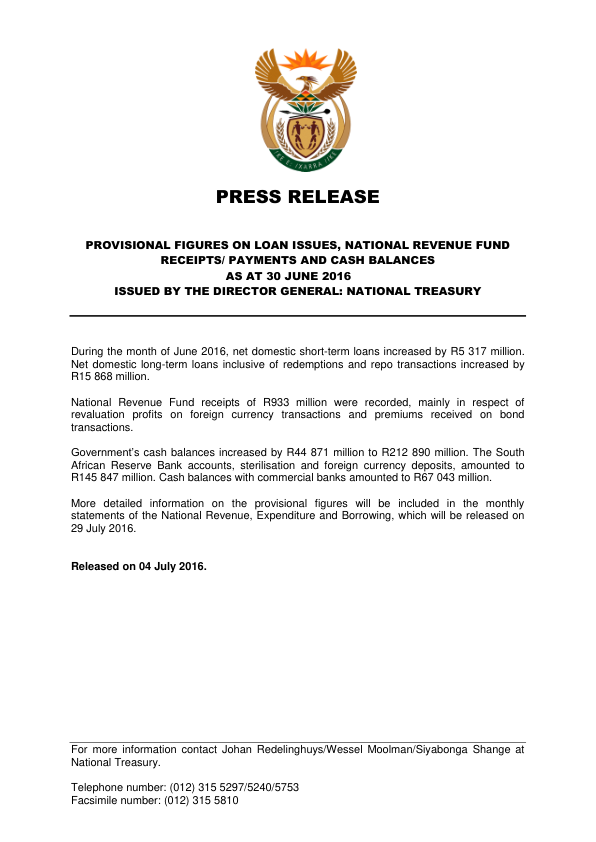 !KE E: /XARRA //KE
PRESS RELEASE
PROVISIONAL FIGURES ON LOAN ISSUES, NATIONAL REVENUE FUND
RECEIPTS/ PAYMENTS AND CASH BALANCES
AS AT 30 JUNE 2016
ISSUED BY THE DIRECTOR GENERAL: NATIONAL TREASURY
During the month of June 2016, net domestic short-term loans increased by R5 317 million.
Net domestic long-term loans inclusive of redemptions and repo transactions increased by
R15 868 million.
National Revenue Fund receipts of R933 million were recorded, mainly in respect of
revaluation profits on foreign currency transactions and premiums received on bond
transactions.
Government's cash balances increased by R44 871 million to R212 890 million. The South
African Reserve Bank accounts, sterilisation and foreign currency deposits, amounted to
R145 847 million. Cash balances with commercial banks amounted to R67 043 million.
More detailed information on the provisional figures will be included in the monthly
statements of the National Revenue, Expenditure and Borrowing, which will be released on
29 July 2016.
Released on 04 July 2016.
For more information contact Johan Redelinghuys/Wessel Moolman/Siyabonga Shange at
National Treasury.
Telephone number: (012) 315 5297/5240/5753
Facsimile number: (012) 315 5810